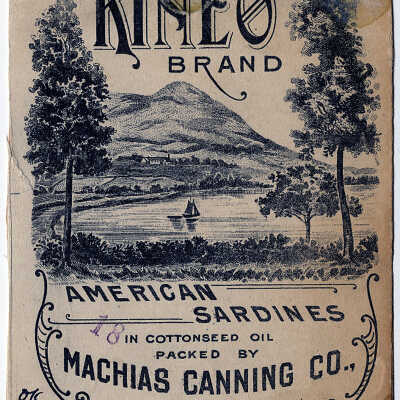 KINEO
BRAND
AMERICAN
SARDINES
18
IN COTTONSEED OIL
PACKED BY
MACHIAS CANNING CO.,